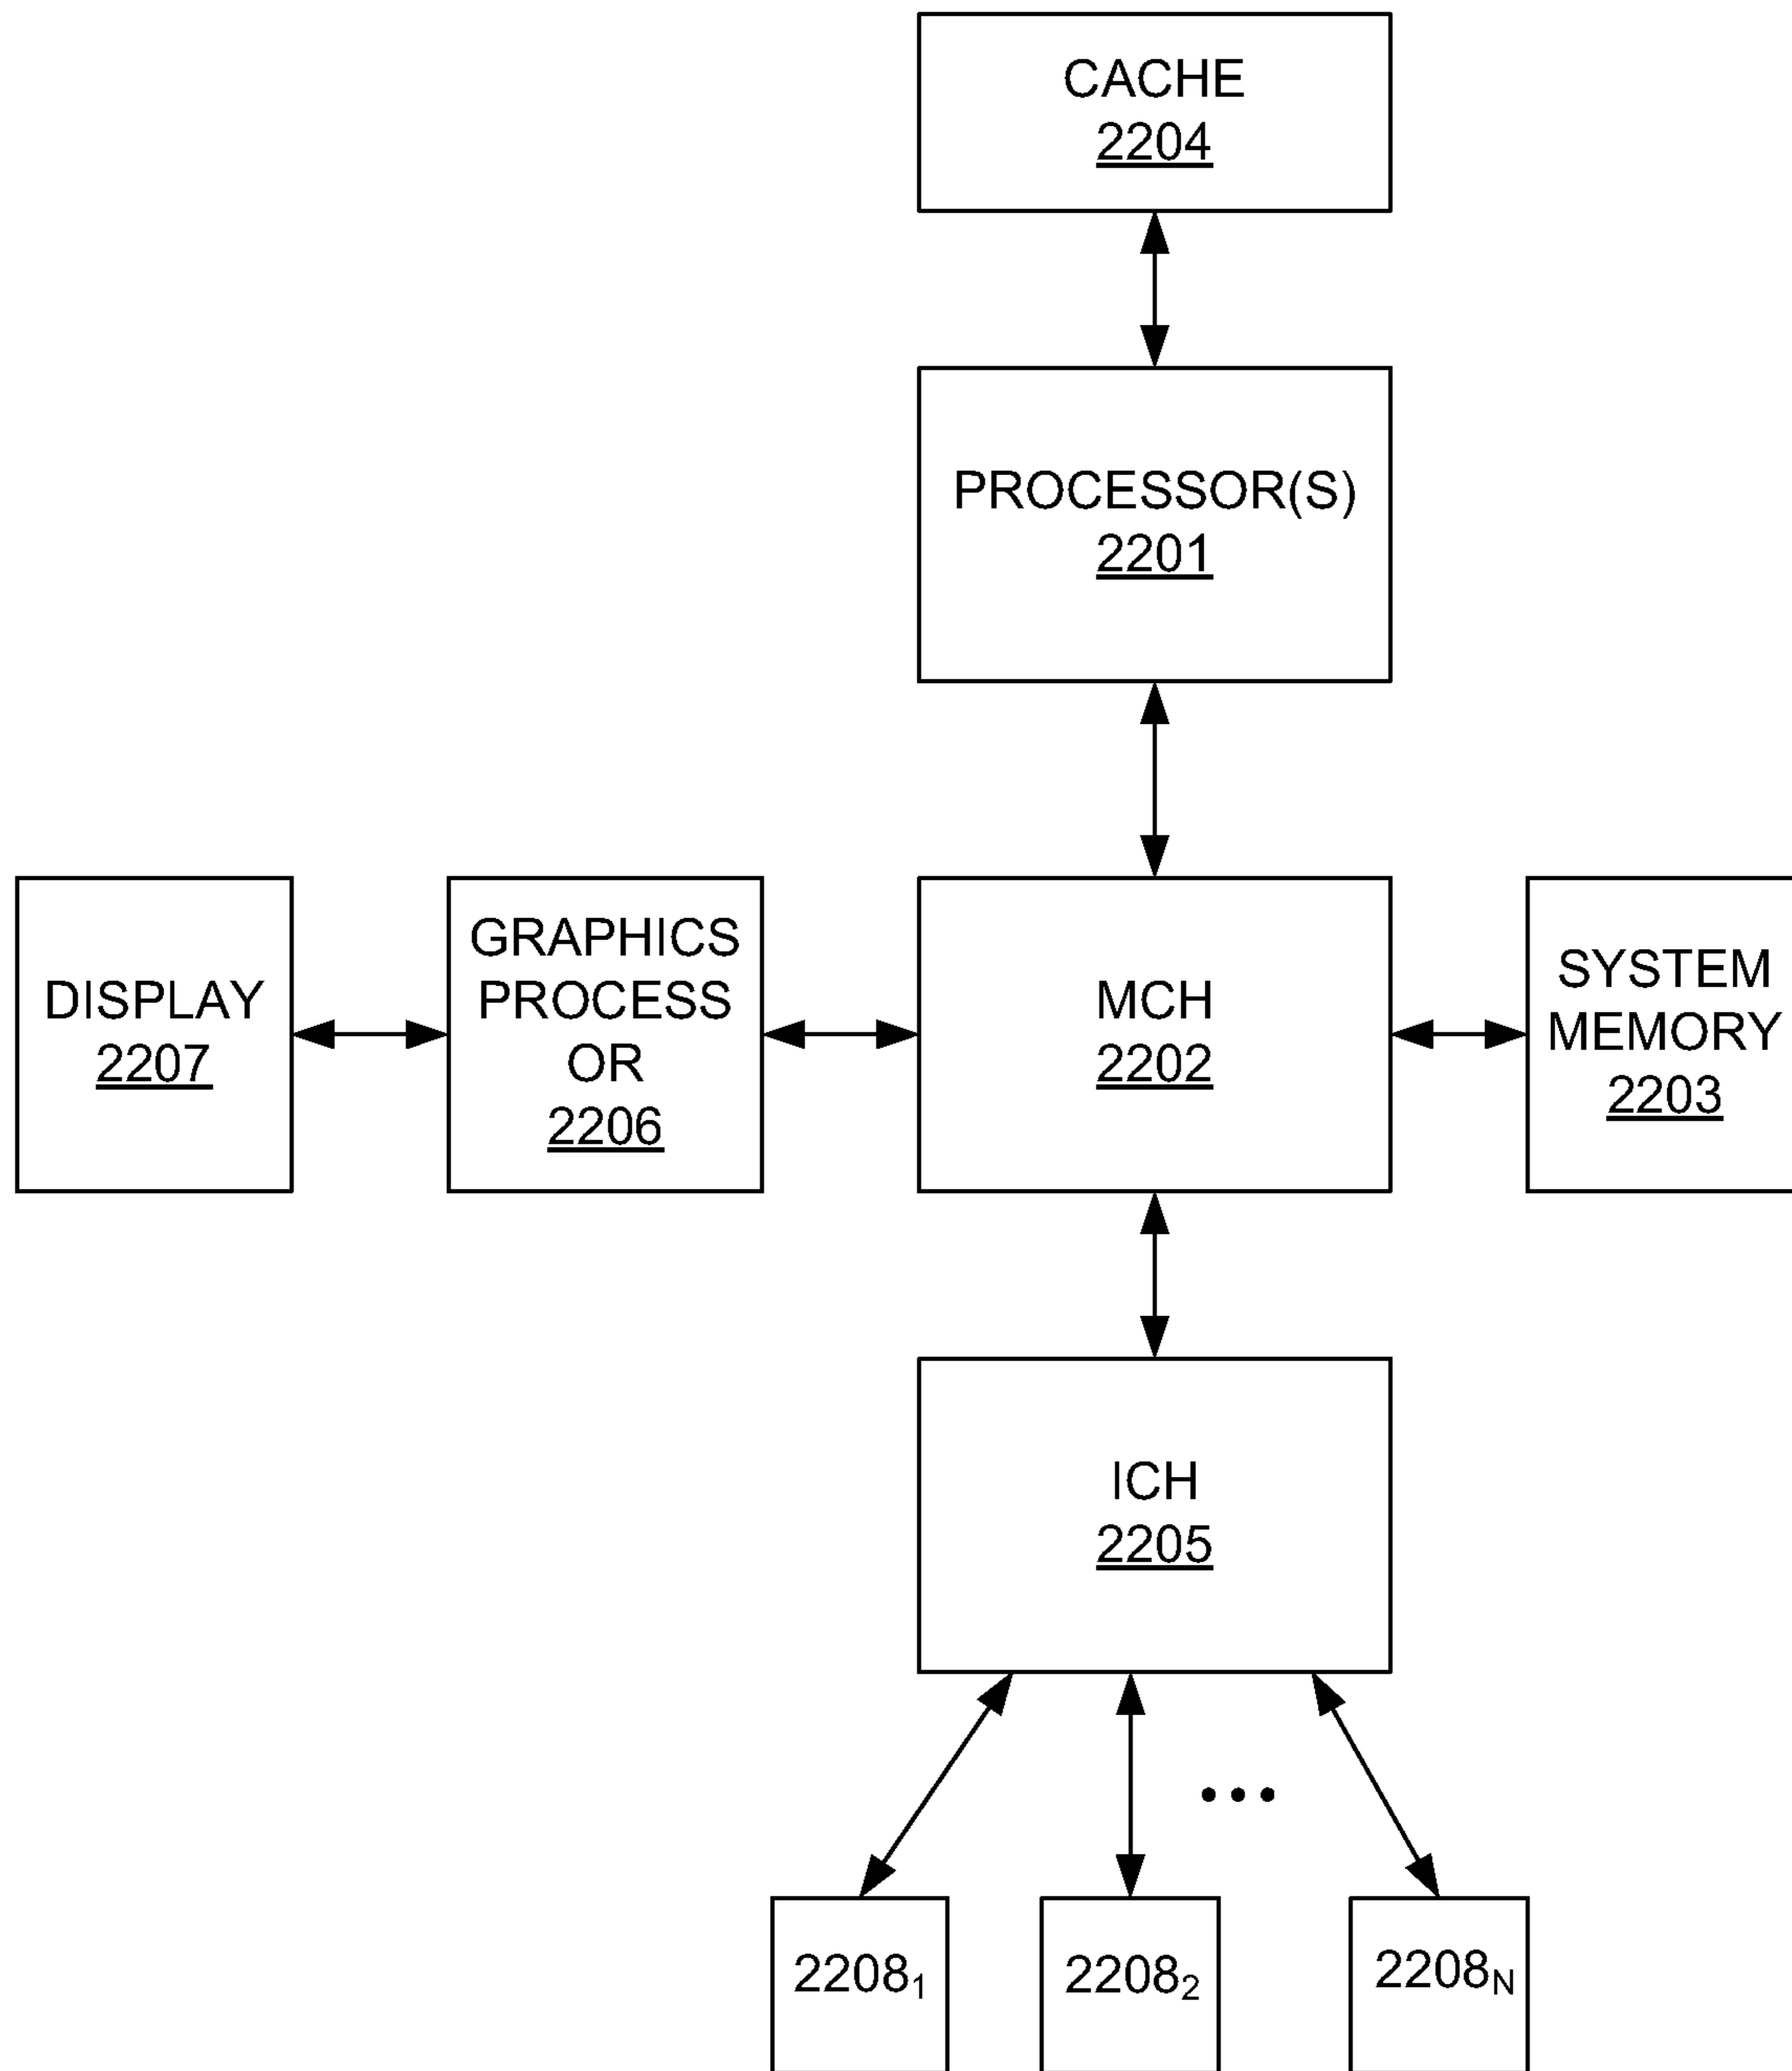 CACHE
2204
PROCESSOR(S)
2201
DISPLAY
2207
GRAPHICS
PROCESS
OR
2206
MCH
2202
SYSTEM
MEMORY
2203
ICH
2205
•••
2208₁
2208₂
2208_N